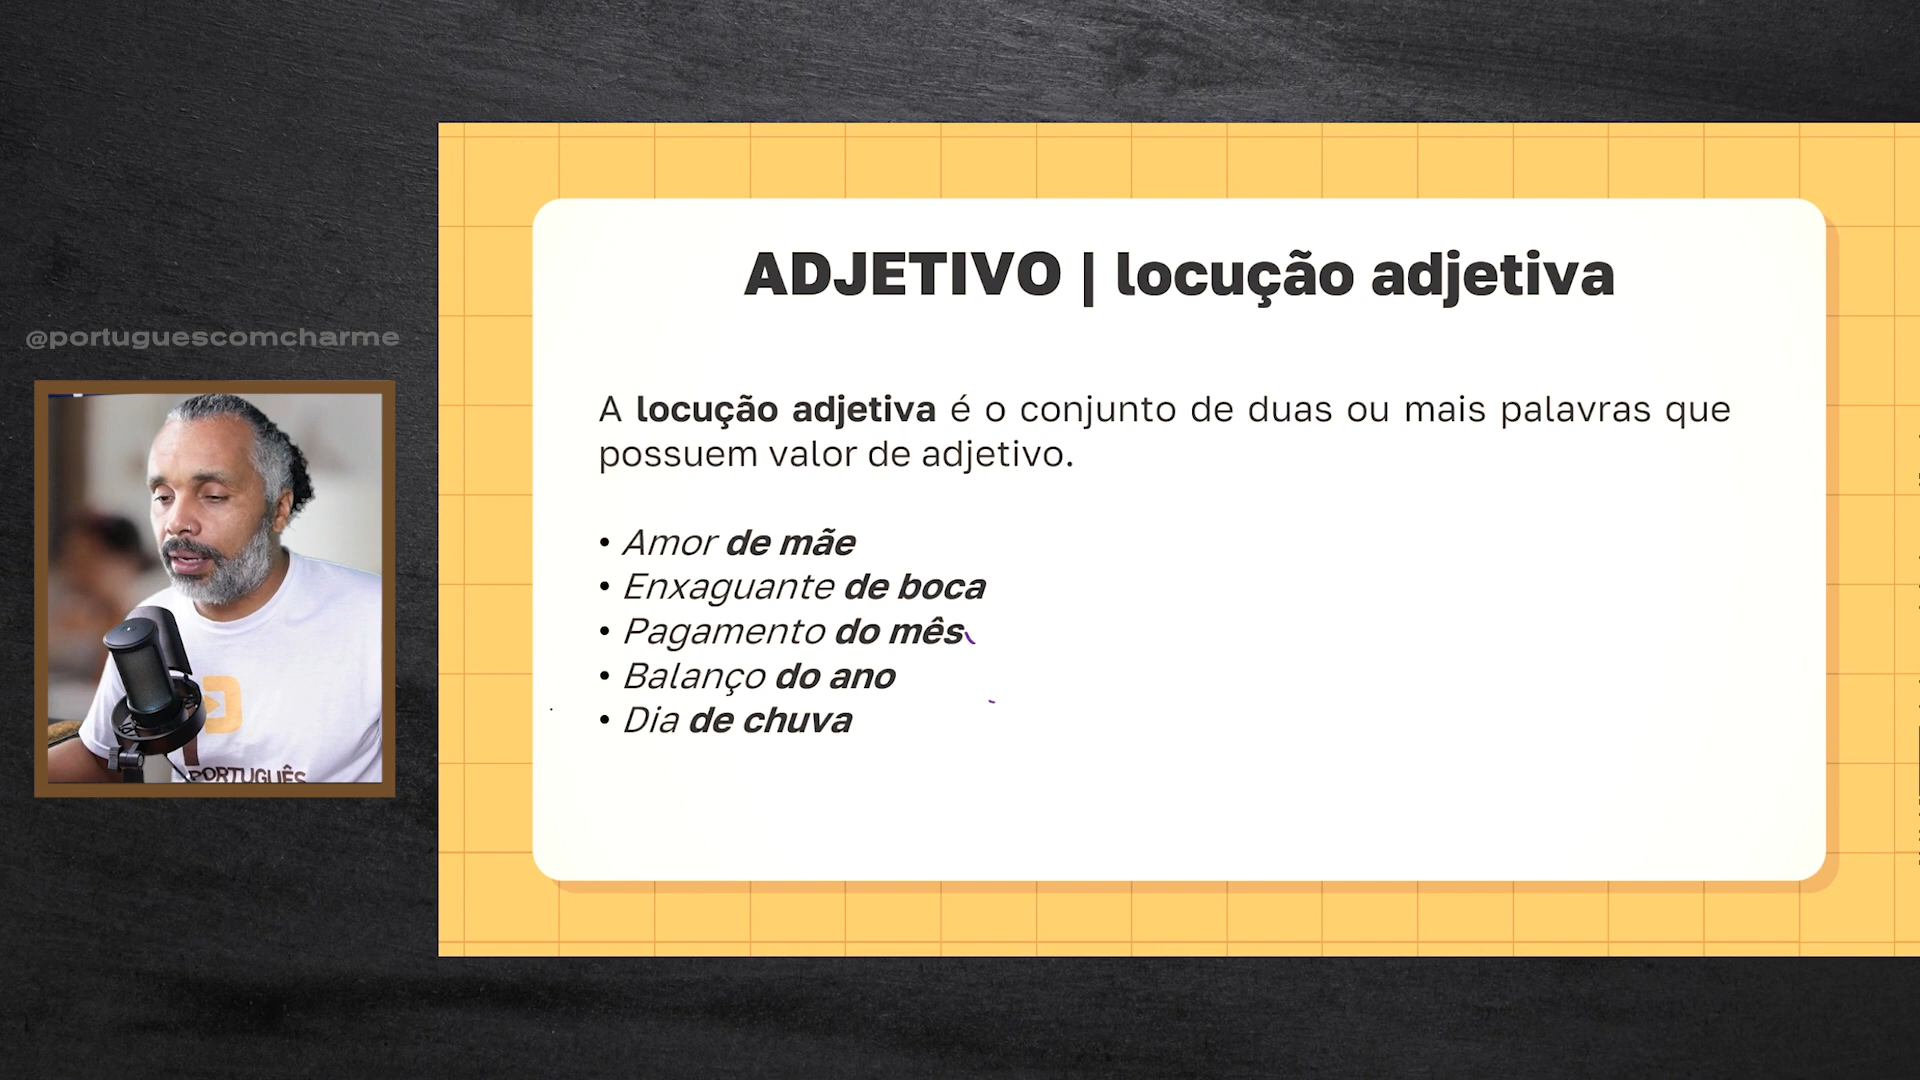 ADJETIVO | locução adjetiva
@portuguescomcharme
A locução adjetiva é o conjunto de duas ou mais palavras que
possuem valor de adjetivo.
• Amor de mãe
• Enxaguante de boca
• Pagamento do mês
• Balanço do ano
• Dia de chuva
PORTUGUÊS